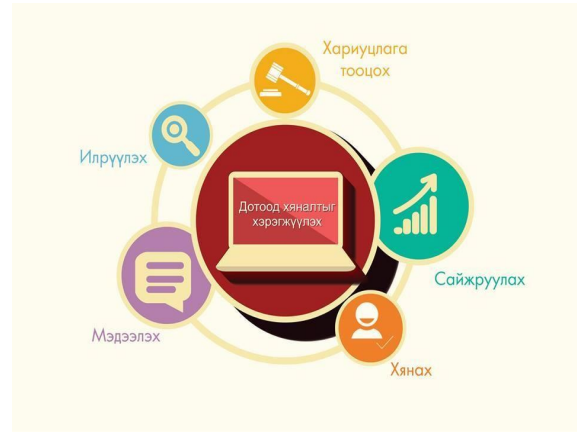 Хариуцлага
тооцох
Илрүүлэх
Дотоод хяналтыг
хэрэгжүүлэх
Сайжруулах
Мэдээлэх
Хянах